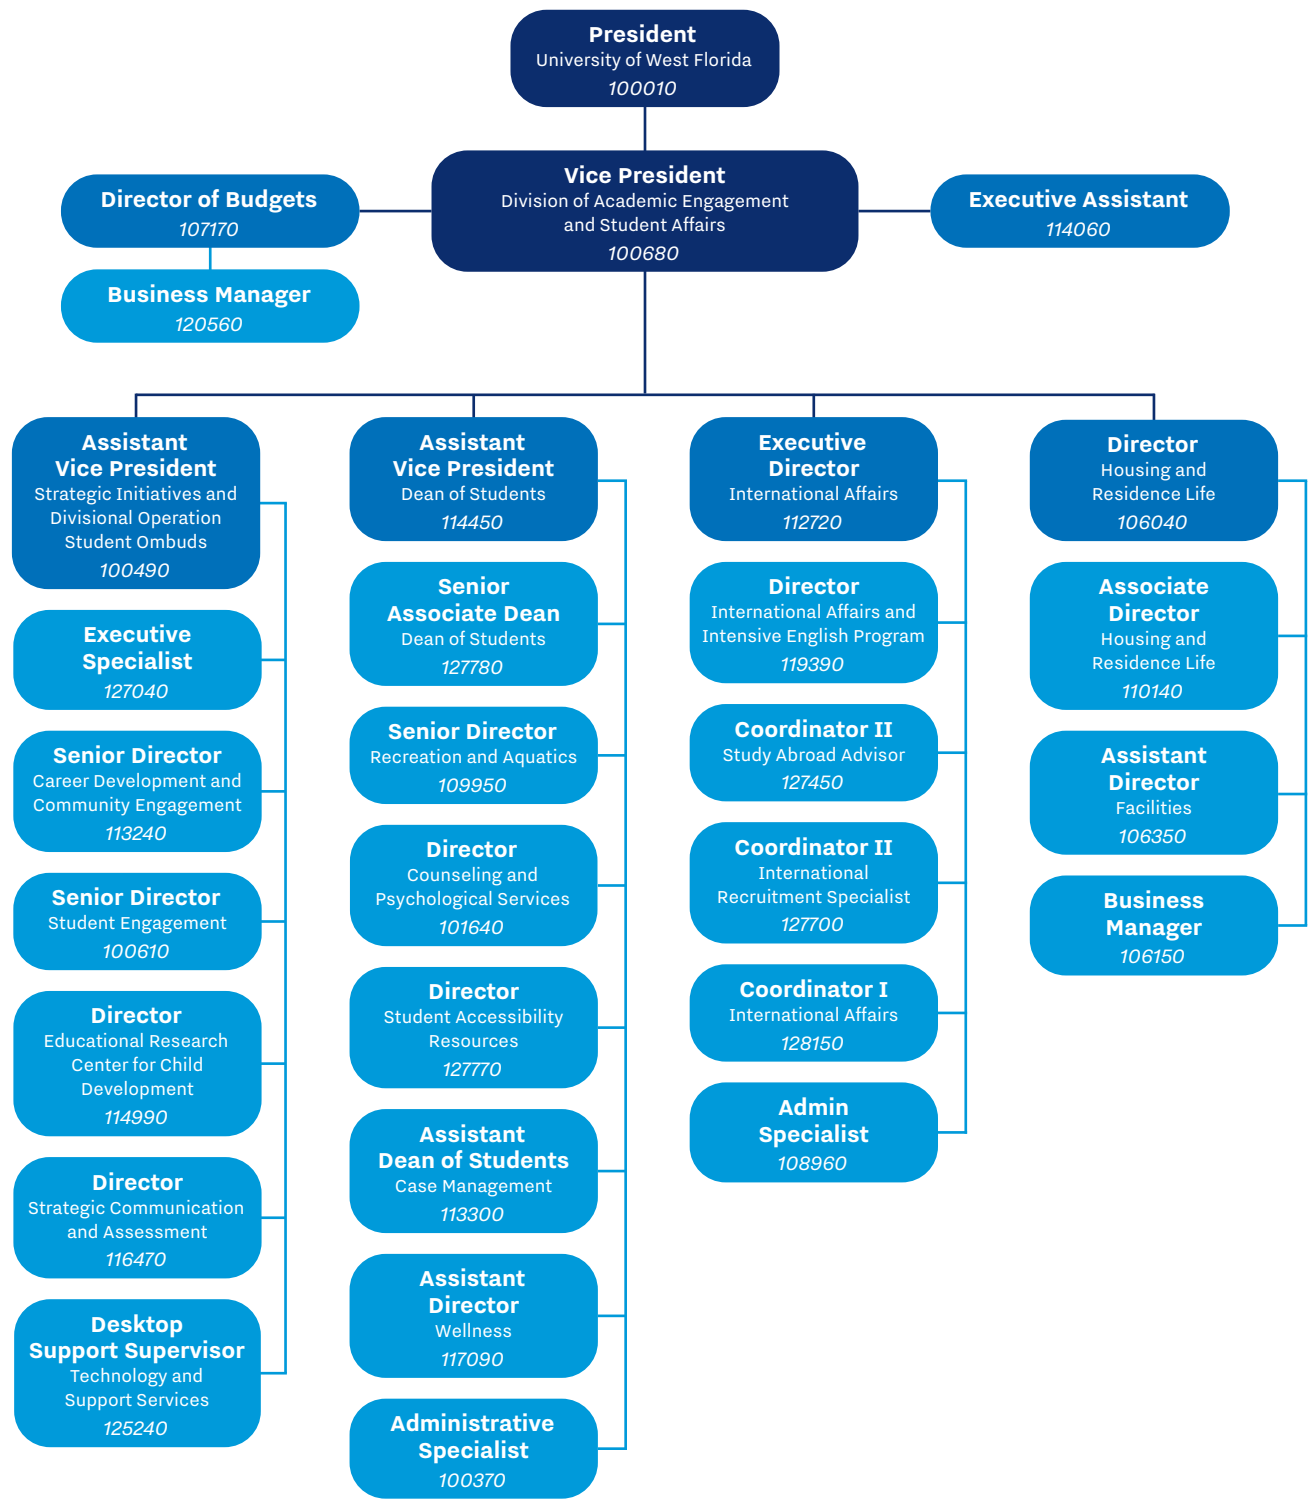 President
University of West Florida
100010
Vice President
Division of Academic Engagement
and Student Affairs
100680
Director of Budgets
107170
Executive Assistant
114060
Business Manager
120560
Assistant
Vice President
Strategic Initiatives and
Divisional Operation
Student Ombuds
100490
Executive
Specialist
127040
Senior Director
Career Development and
Community Engagement
113240
Senior Director
Student Engagement
100610
Director
Educational Research
Center for Child
Development
114990
Director
Strategic Communication
and Assessment
116470
Desktop
Support Supervisor
Technology and
Support Services
125240
Assistant
Vice President
Dean of Students
114450
Senior
Associate Dean
Dean of Students
127780
Senior Director
Recreation and Aquatics
109950
Director
Counseling and
Psychological Services
101640
Director
Student Accessibility
Resources
127770
Assistant
Dean of Students
Case Management
113300
Assistant
Director
Wellness
117090
Administrative
Specialist
100370
Executive
Director
International Affairs
112720
Director
International Affairs and
Intensive English Program
119390
Coordinator II
Study Abroad Advisor
127450
Coordinator II
International
Recruitment Specialist
127700
Coordinator I
International Affairs
128150
Admin
Specialist
108960
Director
Housing and
Residence Life
106040
Associate
Director
Housing and
Residence Life
110140
Assistant
Director
Facilities
106350
Business
Manager
106150